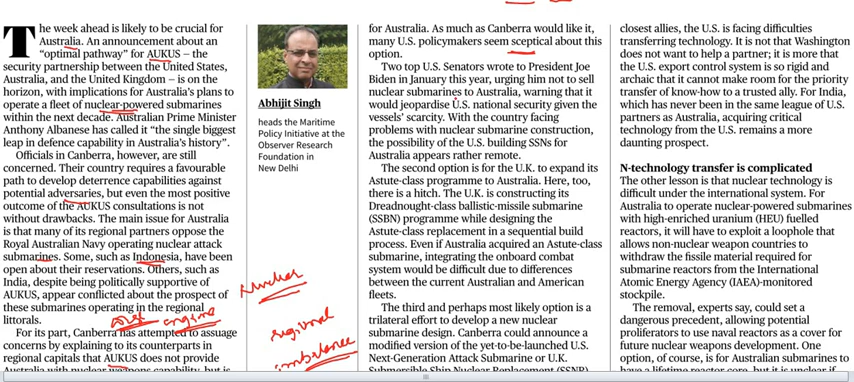 The week ahead is likely to be crucial for
Australia. An announcement about an
“optimal pathway” for AUKUS – the
security partnership between the United States,
Australia, and the United Kingdom – is on the
horizon, with implications for Australia’s plans to
operate a fleet of nuclear-powered submarines
within the next decade. Australian Prime Minister
Anthony Albanese has called it “the single biggest
leap in defence capability in Australia’s history”.
Officials in Canberra, however, are still
concerned. Their country requires a favourable
path to develop deterrence capabilities against
potential adversaries, but even the most positive
outcome of the AUKUS consultations is not
without drawbacks. The main issue for Australia
is that many of its regional partners oppose the
Royal Australian Navy operating nuclear attack
submarines. Some, such as Indonesia, have been
open about their reservations. Others, such as
India, despite being politically supportive of
AUKUS, appear conflicted about the prospect of
these submarines operating in the regional
littorals.
For its part, Canberra has attempted to assuage
concerns by explaining to its counterparts in
regional capitals that AUKUS does not provide
Australia with nuclear weapons capability, but is
Abhijit Singh
heads the Maritime
Policy Initiative at the
Observer Research
Foundation in
New Delhi
nuclear
engine
regional
imbalance
for Australia. As much as Canberra would like it,
many U.S. policymakers seem sceptical about this
option.
Two top U.S. Senators wrote to President Joe
Biden in January this year, urging him not to sell
nuclear submarines to Australia, warning that it
would jeopardise U.S. national security given the
vessels’ scarcity. With the country facing
problems with nuclear submarine construction,
the possibility of the U.S. building SSNs for
Australia appears rather remote.
The second option is for the U.K. to expand its
Astute-class programme to Australia. Here, too,
there is a hitch. The U.K. is constructing its
Dreadnought-class ballistic-missile submarine
(SSBN) programme while designing the
Astute-class replacement in a sequential build
process. Even if Australia acquired an Astute-class
submarine, integrating the onboard combat
system would be difficult due to differences
between the current Australian and American
fleets.
The third and perhaps most likely option is a
trilateral effort to develop a new nuclear
submarine design. Canberra could announce a
modified version of the yet-to-be-launched U.S.
Next-Generation Attack Submarine or U.K.
Submersible Ship Nuclear Replacement (SSNR)
closest allies, the U.S. is facing difficulties
transferring technology. It is not that Washington
does not want to help a partner; it is more that
the U.S. export control system is so rigid and
archaic that it cannot make room for the priority
transfer of know-how to a trusted ally. For India,
which has never been in the same league of U.S.
partners as Australia, acquiring critical
technology from the U.S. remains a more
daunting prospect.
N-technology transfer is complicated
The other lesson is that nuclear technology is
difficult under the international system. For
Australia to operate nuclear-powered submarines
with high-enriched uranium (HEU) fuelled
reactors, it will have to exploit a loophole that
allows non-nuclear weapon countries to
withdraw the fissile material required for
submarine reactors from the International
Atomic Energy Agency (IAEA)-monitored
stockpile.
The removal, experts say, could set a
dangerous precedent, allowing potential
proliferators to use naval reactors as a cover for
future nuclear weapons development. One
option, of course, is for Australian submarines to
have a lifetime reactor core, but it is unclear if